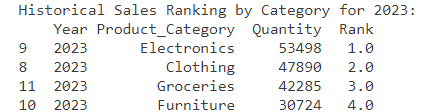 Historical Sales Ranking by Category for 2023:
Year Product_Category Quantity Rank
9 2023 Electronics 53498 1.0
8 2023 Clothing 47890 2.0
11 2023 Groceries 42285 3.0
10 2023 Furniture 30724 4.0